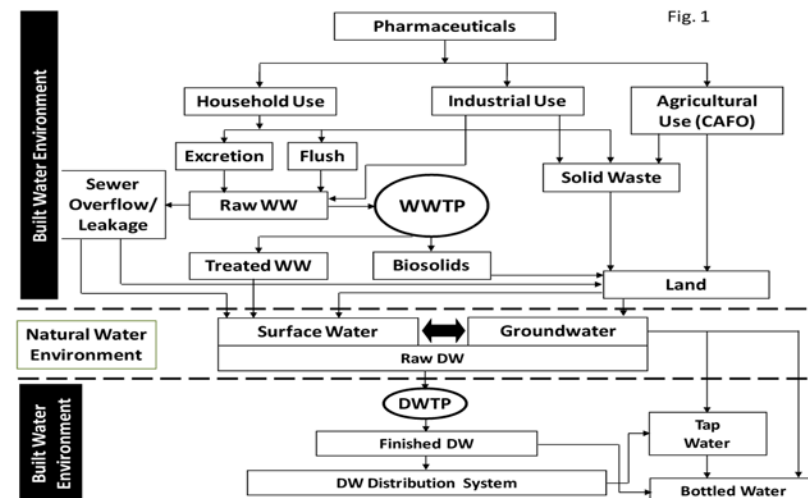 Fig. 1
Pharmaceuticals
Built Water Environment
Household Use
Industrial Use
Agricultural
Use (CAFO)
Excretion
Flush
Solid Waste
Sewer
Overflow/
Leakage
Raw WW
WWTP
Treated WW
Biosolids
Land
Natural Water
Environment
Surface Water
Groundwater
Raw DW
Built Water
Environment
DWTP
Finished DW
Tap
Water
DW Distribution System
Bottled Water